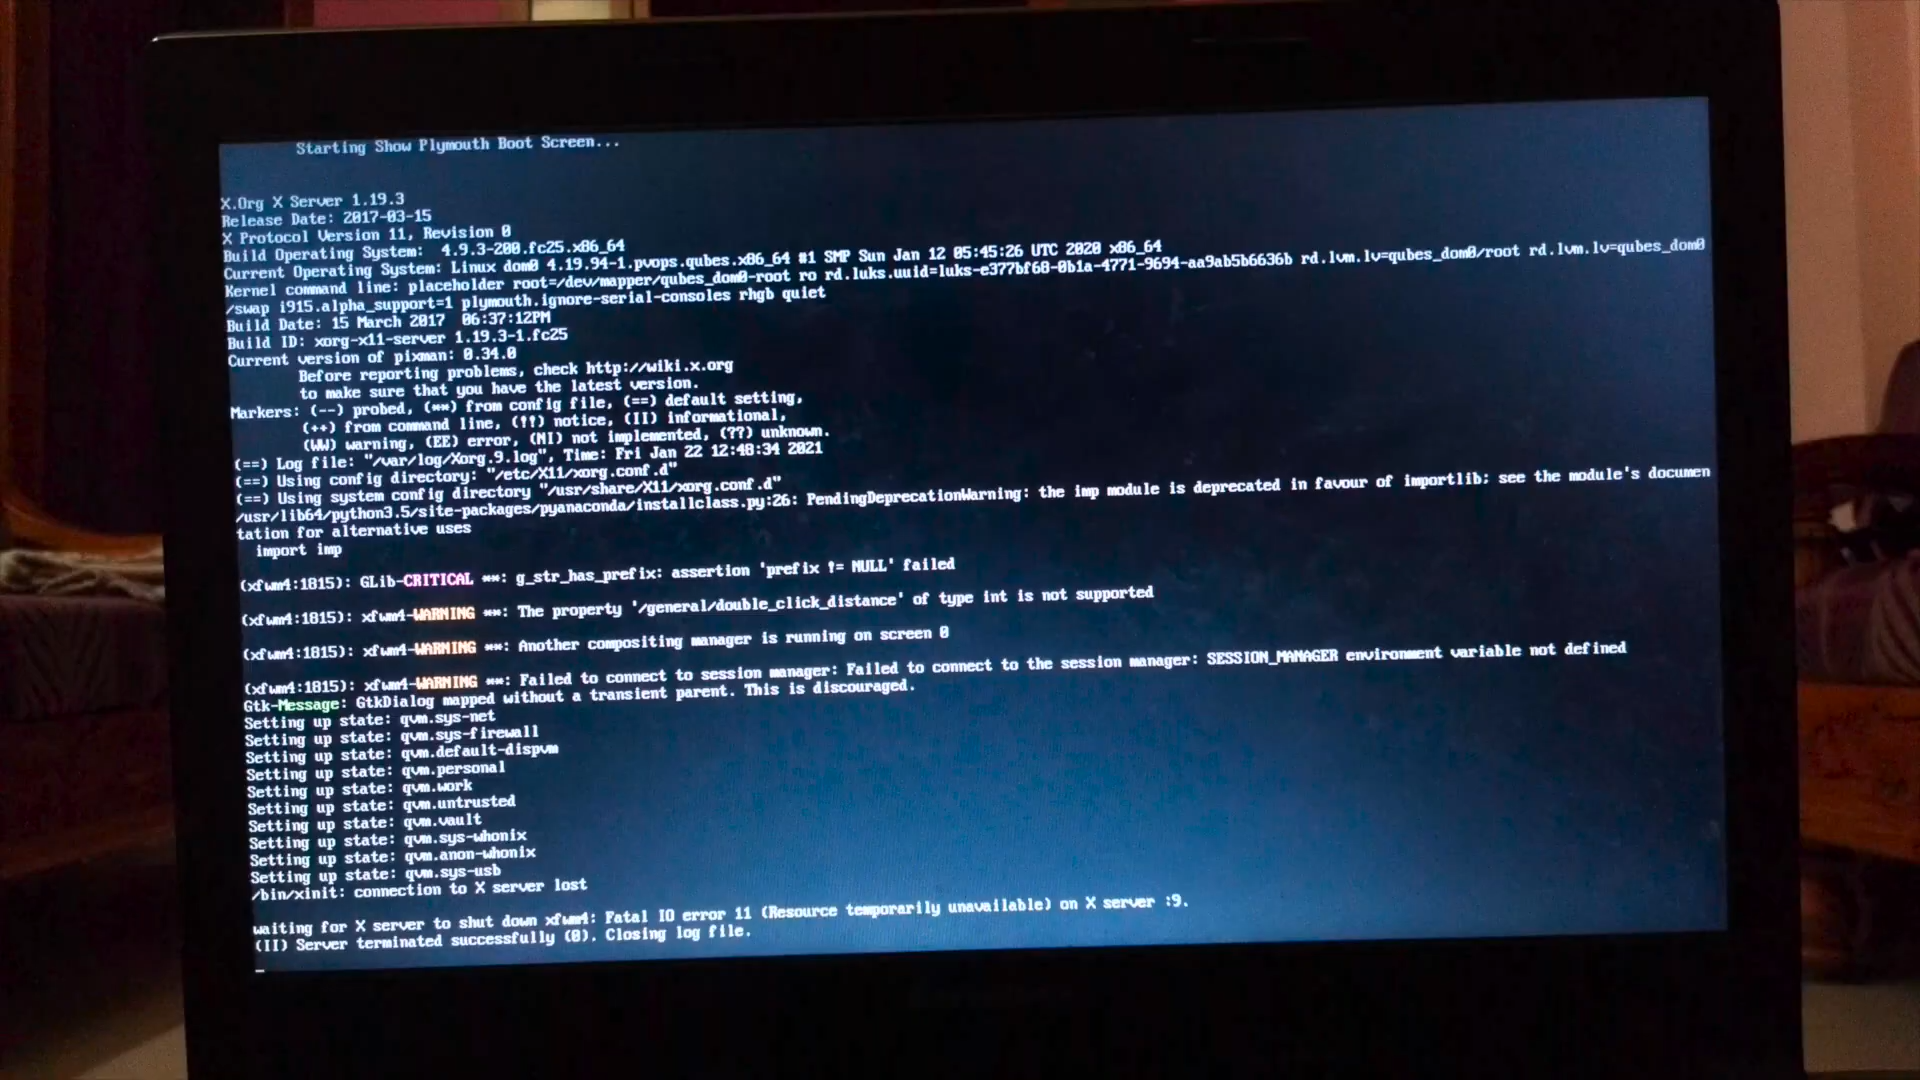 Starting Show Plymouth Boot Screen...
X.Org X Server 1.19.3
Release Date: 2017-03-15
X Protocol Version 11, Revision 0
Build Operating System:  4.9.3-200.fc25.x86_64
Current Operating System: Linux dom0 4.19.94-1.pvops.qubes.x86_64 #1 SMP Sun Jan 12 05:45:26 UTC 2020 x86_64
Kernel command line: placeholder root=/dev/mapper/qubes_dom0-root ro rd.luks.uuid=luks-e377bf68-0b1a-4771-9694-aa9ab5b6636b rd.lvm.lv=qubes_dom0/root rd.lvm.lv=qubes_dom0
/swap i915.alpha_support=1 plymouth.ignore-serial-consoles rhgb quiet
Build Date: 15 March 2017  06:37:12PM
Build ID: xorg-x11-server 1.19.3-1.fc25
Current version of pixman: 0.34.0
Before reporting problems, check http://wiki.x.org
to make sure that you have the latest version.
Markers: (--) probed, (**) from config file, (==) default setting,
(++) from command line, (!!) notice, (II) informational,
(WW) warning, (EE) error, (NI) not implemented, (??) unknown.
(==) Log file: "/var/log/Xorg.9.log", Time: Fri Jan 22 12:48:34 2021
(==) Using config directory: "/etc/X11/xorg.conf.d"
(==) Using system config directory "/usr/share/X11/xorg.conf.d"
/usr/lib64/python3.5/site-packages/pyanaconda/installclass.py:26: PendingDeprecationWarning: the imp module is deprecated in favour of importlib; see the module's documen
tation for alternative uses
import imp
(xfwm4:1815): GLib-CRITICAL **: g_str_has_prefix: assertion 'prefix != NULL' failed
(xfwm4:1815): xfwm4-WARNING **: The property '/general/double_click_distance' of type int is not supported
(xfwm4:1815): xfwm4-WARNING **: Another compositing manager is running on screen 0
(xfwm4:1815): xfwm4-WARNING **: Failed to connect to session manager: Failed to connect to the session manager: SESSION_MANAGER environment variable not defined
Gtk-Message: GtkDialog mapped without a transient parent. This is discouraged.
Setting up state: qvm.sys-net
Setting up state: qvm.sys-firewall
Setting up state: qvm.default-dispvm
Setting up state: qvm.personal
Setting up state: qvm.work
Setting up state: qvm.untrusted
Setting up state: qvm.vault
Setting up state: qvm.sys-whonix
Setting up state: qvm.anon-whonix
Setting up state: qvm.sys-usb
/bin/xinit: connection to X server lost
waiting for X server to shut down xfwm4: Fatal IO error 11 (Resource temporarily unavailable) on X server :9.
(II) Server terminated successfully (0). Closing log file.